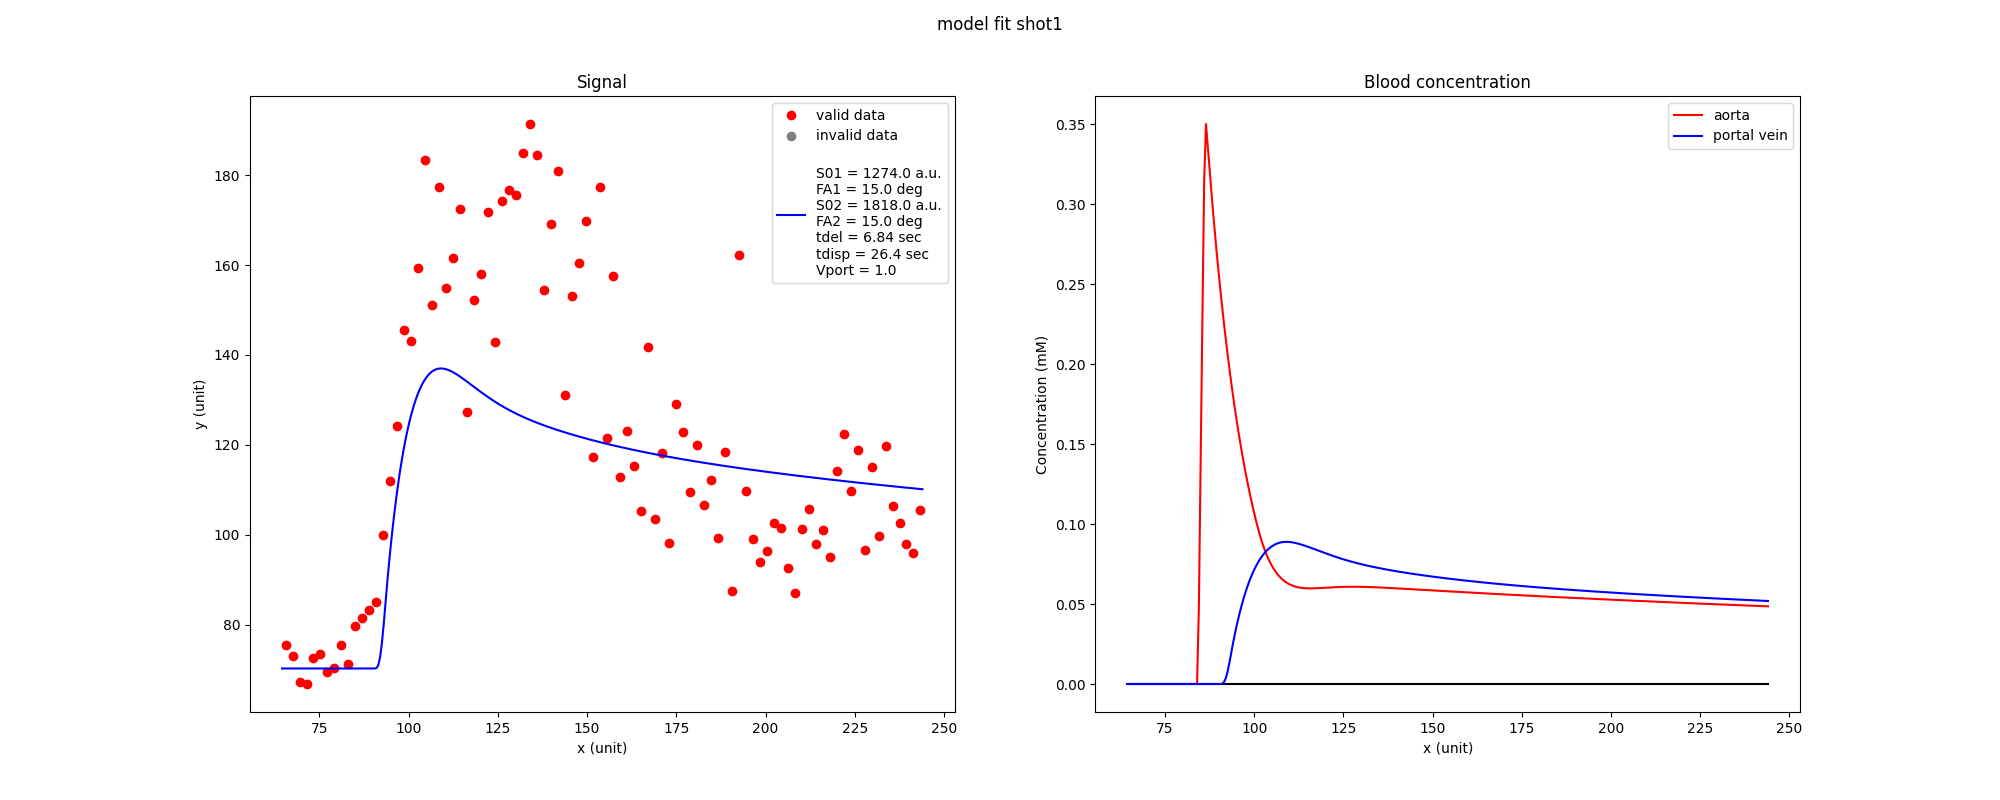 model fit shot1
Signal
valid data
invalid data
S01 = 1274.0 a.u.
FA1 = 15.0 deg
S02 = 1818.0 a.u.
FA2 = 15.0 deg
tdel = 6.84 sec
tdisp = 26.4 sec
Vport = 1.0
y (unit)
180
160
140
120
100
80
75 100 125 150 175 200 225 250
x (unit)
Blood concentration
aorta
portal vein
Concentration (mM)
0.35
0.30
0.25
0.20
0.15
0.10
0.05
0.00
75 100 125 150 175 200 225 250
x (unit)